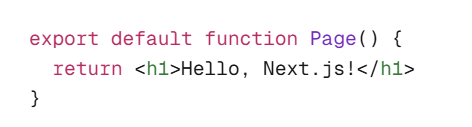 export default function Page() {
  return <h1>Hello, Next.js!</h1>
}